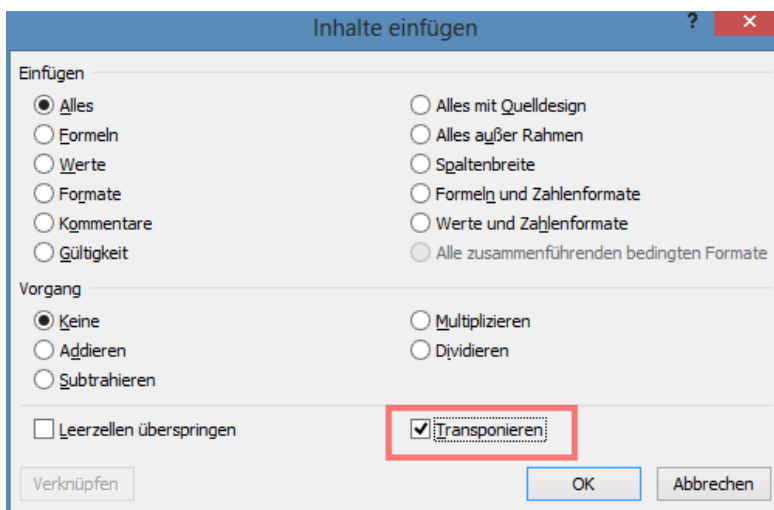 Inhalte einfügen
?
Einfügen
Alles
Alles mit Quelldesign
Formeln
Alles außer Rahmen
Werte
Spaltenbreite
Formate
Formeln und Zahlenformate
Kommentare
Werte und Zahlenformate
Gültigkeit
Alle zusammenführenden bedingten Formate
Vorgang
Keine
Multiplizieren
Addieren
Dividieren
Subtrahieren
Leerzellen überspringen
Transponieren
Verknüpfen
OK
Abbrechen